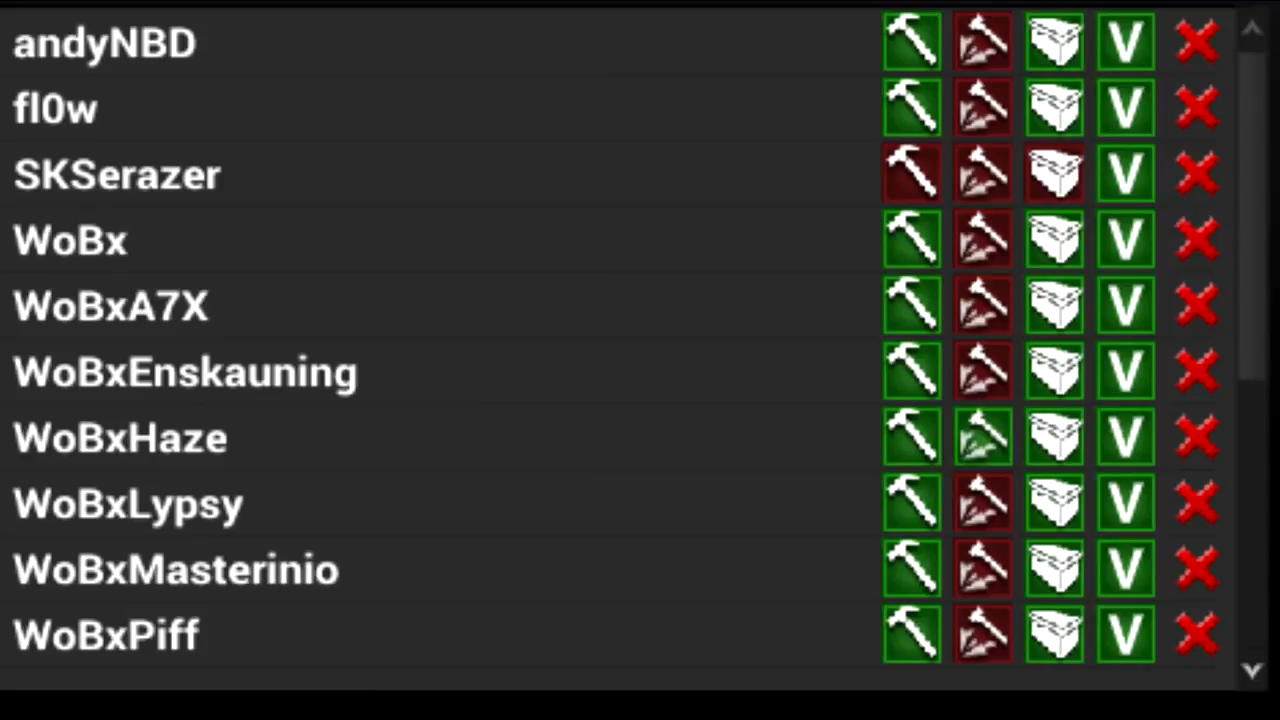 andyNBD V
fl0w V
SKSerazer V
WoBx V
WoBxA7X V
WoBxEnskauning V
WoBxHaze V
WoBxLypsy V
WoBxMasterinio V
WoBxPiff V